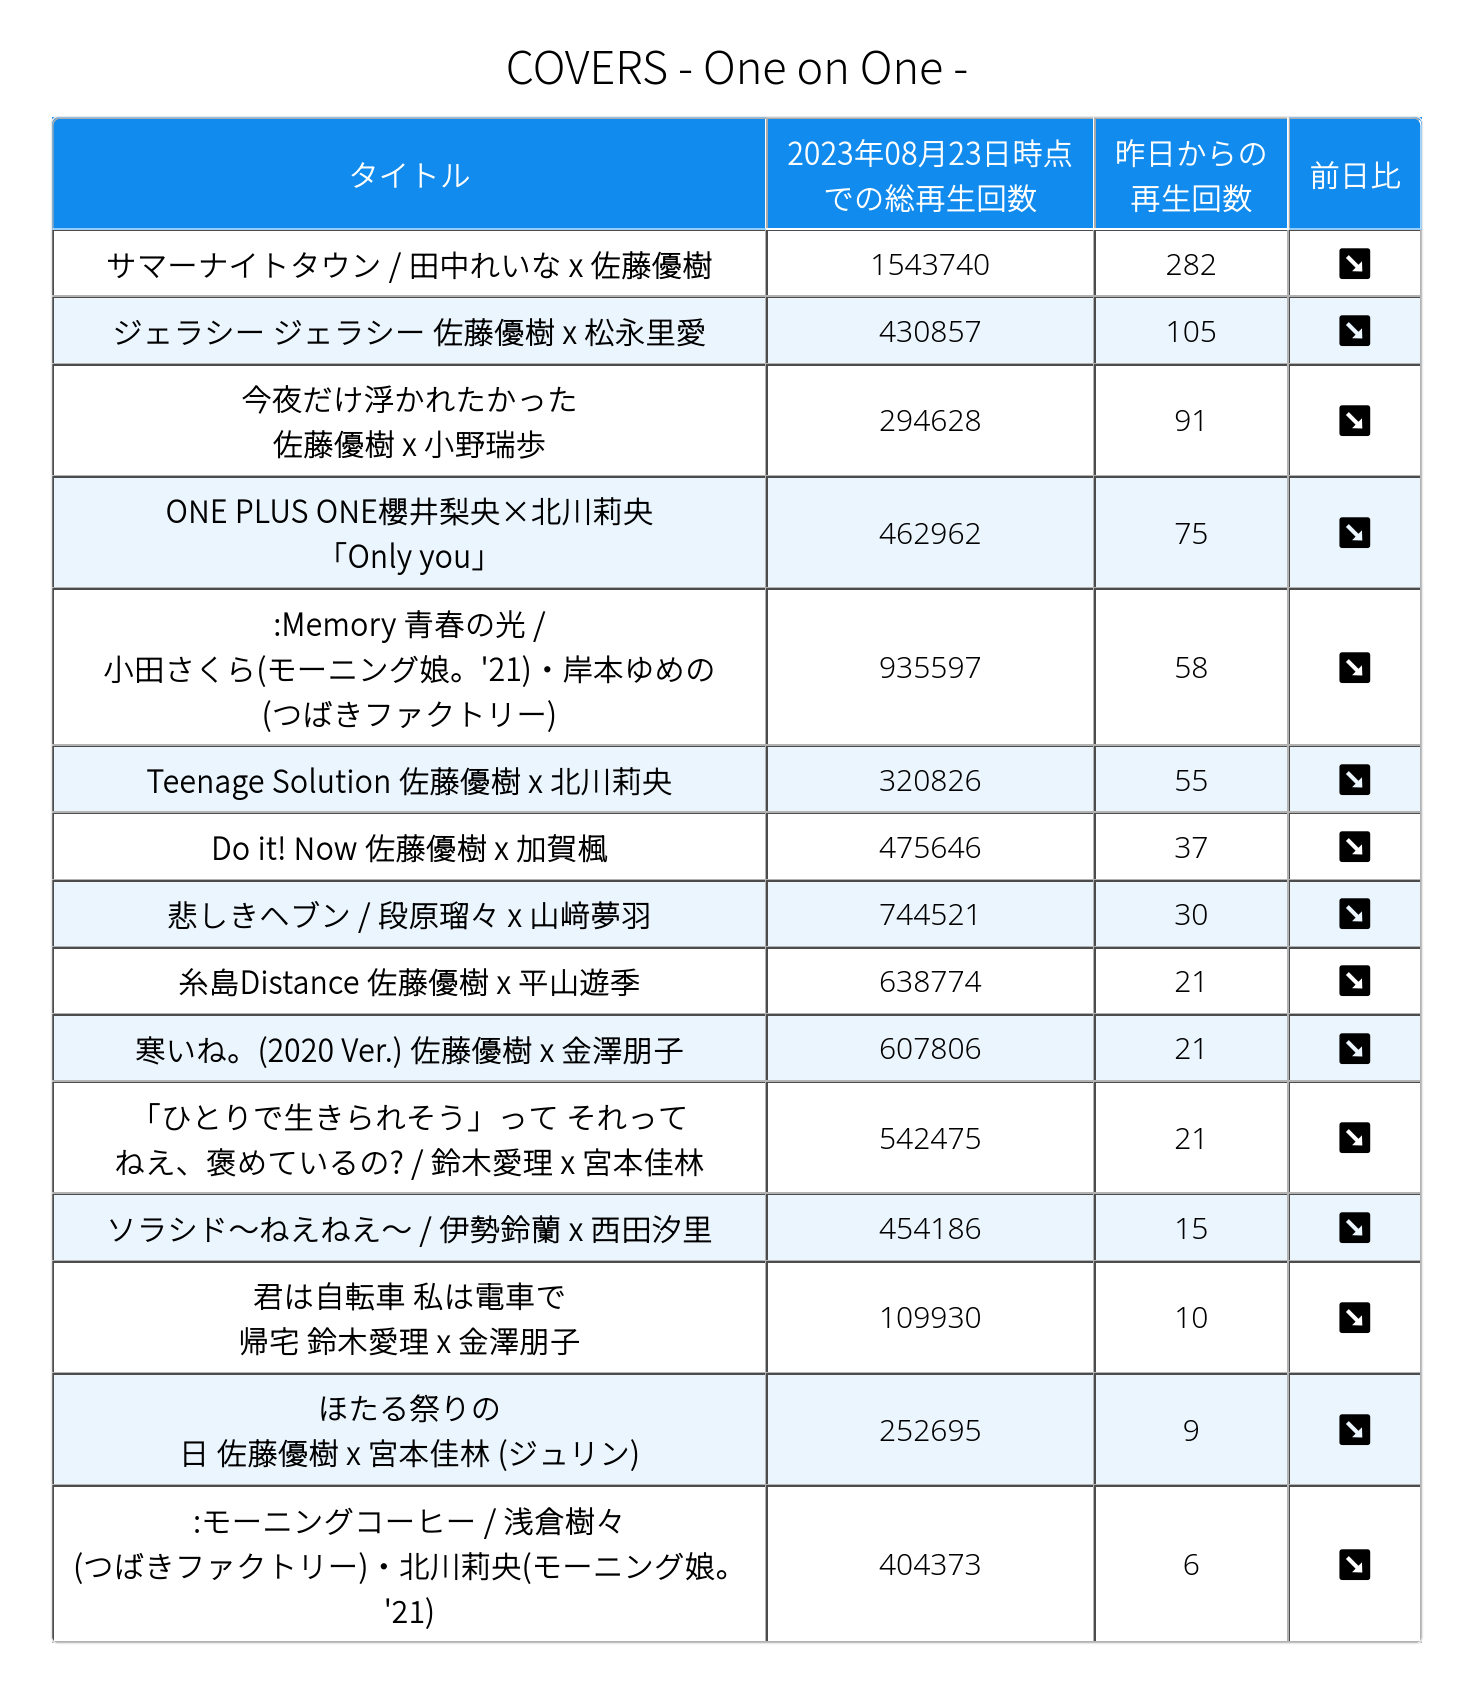 COVERS - One on One -
タイトル
2023年08月23日時点
での総再生回数
昨日からの
再生回数
前日比
サマーナイトタウン / 田中れいな x 佐藤優樹
1543740
282
ジェラシー ジェラシー 佐藤優樹 x 松永里愛
430857
105
今夜だけ浮かれたかった
佐藤優樹 x 小野瑞歩
294628
91
ONE PLUS ONE櫻井梨央×北川莉央
「Only you」
462962
75
:Memory 青春の光 /
小田さくら(モーニング娘。'21)・岸本ゆめの
(つばきファクトリー)
935597
58
Teenage Solution 佐藤優樹 x 北川莉央
320826
55
Do it! Now 佐藤優樹 x 加賀楓
475646
37
悲しきヘブン / 段原瑠々 x 山﨑夢羽
744521
30
糸島Distance 佐藤優樹 x 平山遊季
638774
21
寒いね。(2020 Ver.) 佐藤優樹 x 金澤朋子
607806
21
「ひとりで生きられそう」って それって
ねえ、褒めているの? / 鈴木愛理 x 宮本佳林
542475
21
ソラシド～ねえねえ～ / 伊勢鈴蘭 x 西田汐里
454186
15
君は自転車 私は電車で
帰宅 鈴木愛理 x 金澤朋子
109930
10
ほたる祭りの
日 佐藤優樹 x 宮本佳林 (ジュリン)
252695
9
:モーニングコーヒー / 浅倉樹々
(つばきファクトリー)・北川莉央(モーニング娘。
'21)
404373
6